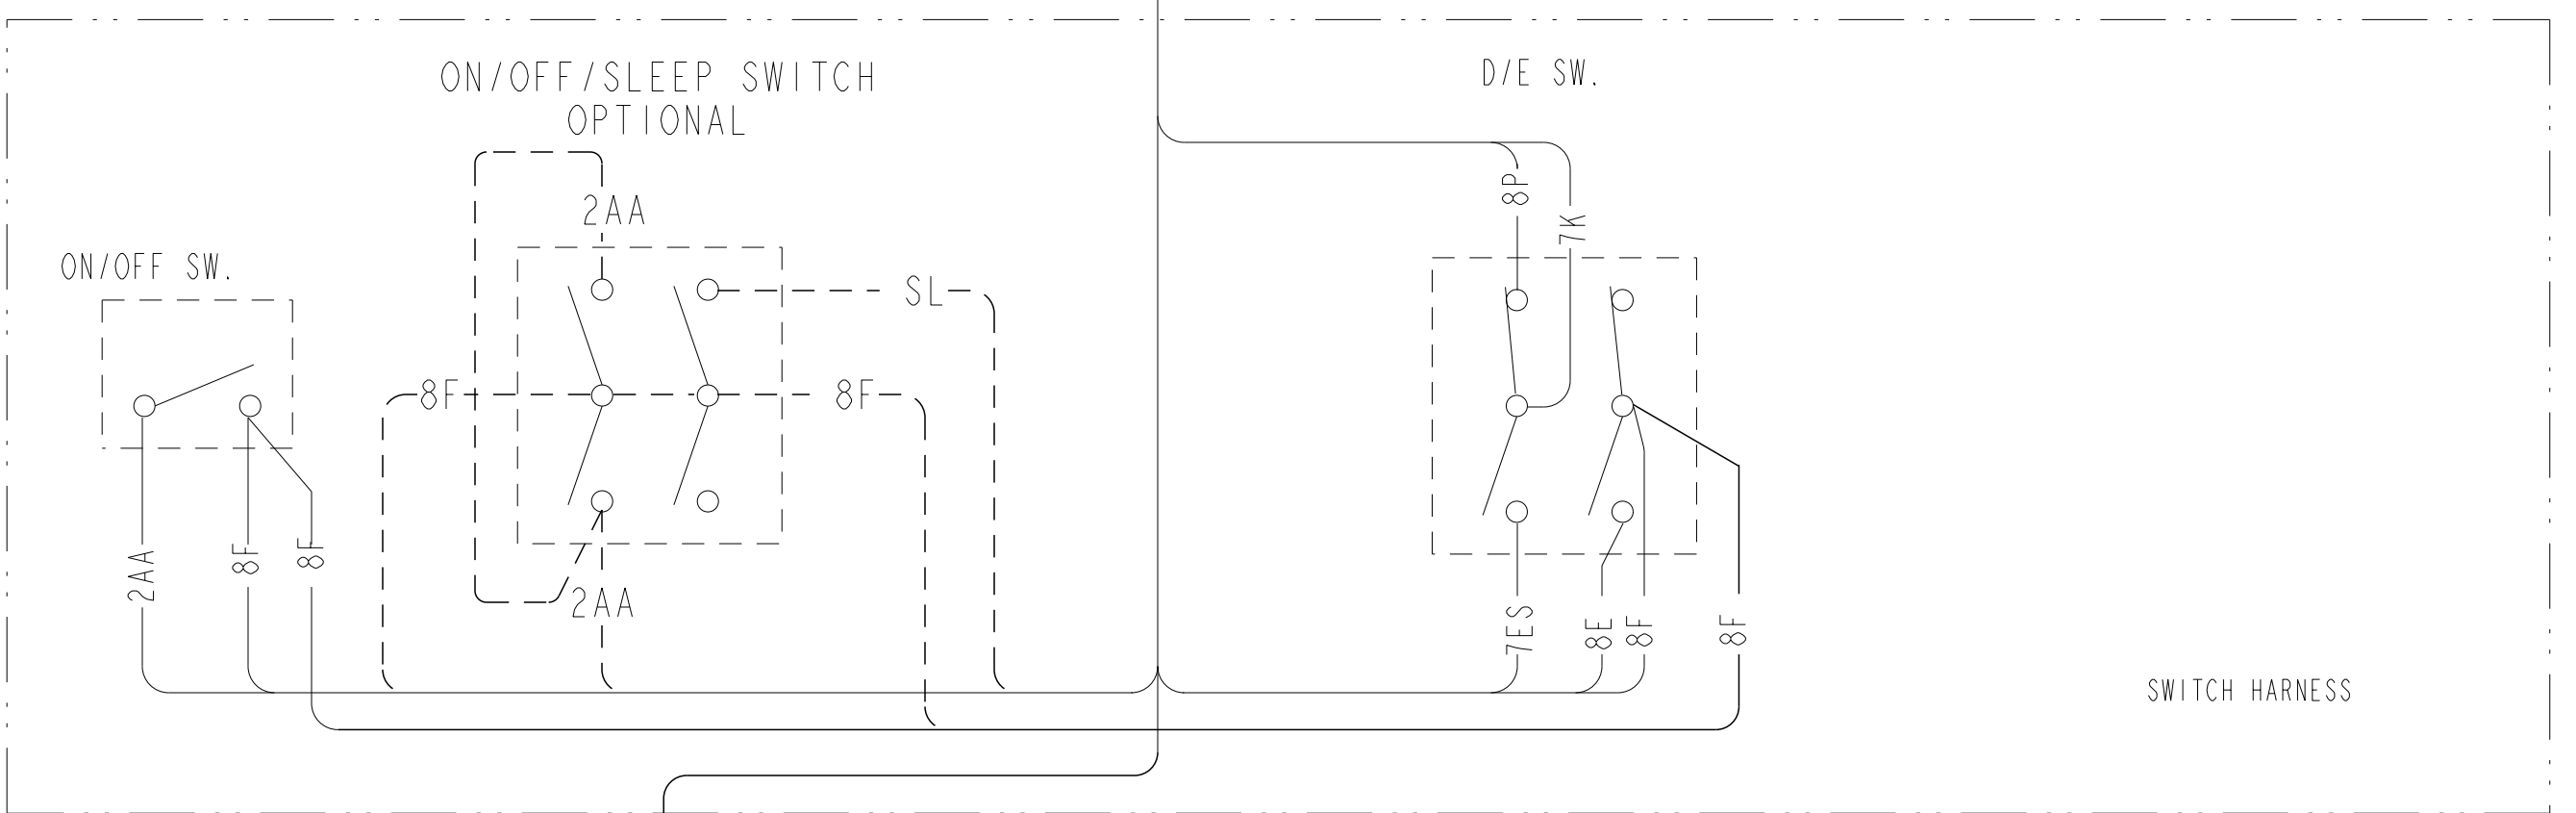 ON/OFF/SLEEP SWITCH
OPTIONAL
D/E SW.
8P
7K
2AA
ON/OFF SW.
SL
8F
8F
2AA
8F
8F
2AA
7ES
8E
8F
8F
SWITCH HARNESS